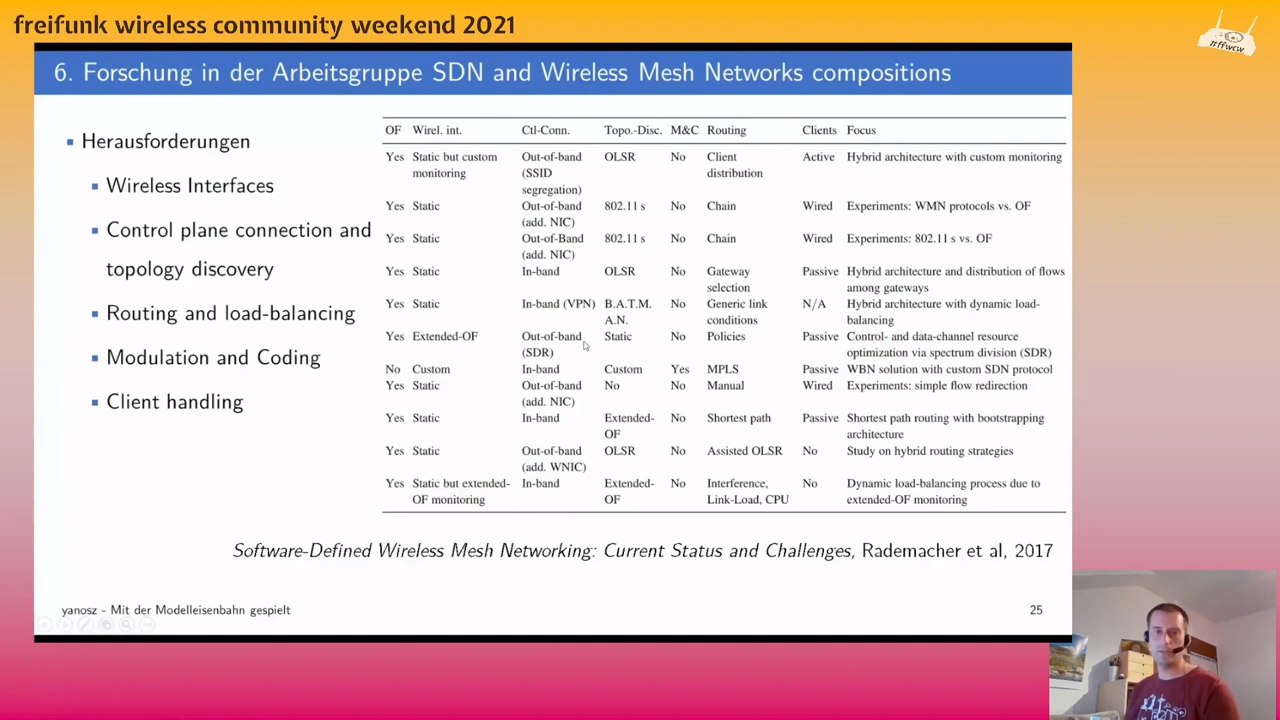 freifunk wireless community weekend 2021
#ffwcw
6. Forschung in der Arbeitsgruppe SDN and Wireless Mesh Networks compositions
Herausforderungen
Wireless Interfaces
Control plane connection and
topology discovery
Routing and load-balancing
Modulation and Coding
Client handling
OF Wirel. int. Ctl-Conn. Topo.-Disc. M&C Routing Clients Focus
Yes Static but custom Out-of-band OLSR No Client Active Hybrid architecture with custom monitoring
monitoring (SSID distribution
segregation)
Yes Static Out-of-band 802.11 s No Chain Wired Experiments: WMN protocols vs. OF
(add. NIC)
Yes Static Out-of-Band 802.11 s No Chain Wired Experiments: 802.11 s vs. OF
(add. NIC)
Yes Static In-band OLSR No Gateway Passive Hybrid architecture and distribution of flows
selection among gateways
Yes Static In-band (VPN) B.A.T.M. No Generic link N/A Hybrid architecture with dynamic load-
A.N. conditions balancing
Yes Extended-OF Out-of-band Static No Policies Passive Control- and data-channel resource
(SDR) optimization via spectrum division (SDR)
No Custom In-band Custom Yes MPLS Passive WBN solution with custom SDN protocol
Yes Static Out-of-band No No Manual Wired Experiments: simple flow redirection
(add. NIC)
Yes Static In-band Extended- No Shortest path Passive Shortest path routing with bootstrapping
OF architecture
Yes Static Out-of-band OLSR No Assisted OLSR No Study on hybrid routing strategies
(add. WNIC)
Yes Static but extended- In-band Extended- No Interference, No Dynamic load-balancing process due to
OF monitoring OF Link-Load, CPU extended-OF monitoring
Software-Defined Wireless Mesh Networking: Current Status and Challenges, Rademacher et al, 2017
yanosz - Mit der Modelleisenbahn gespielt 25